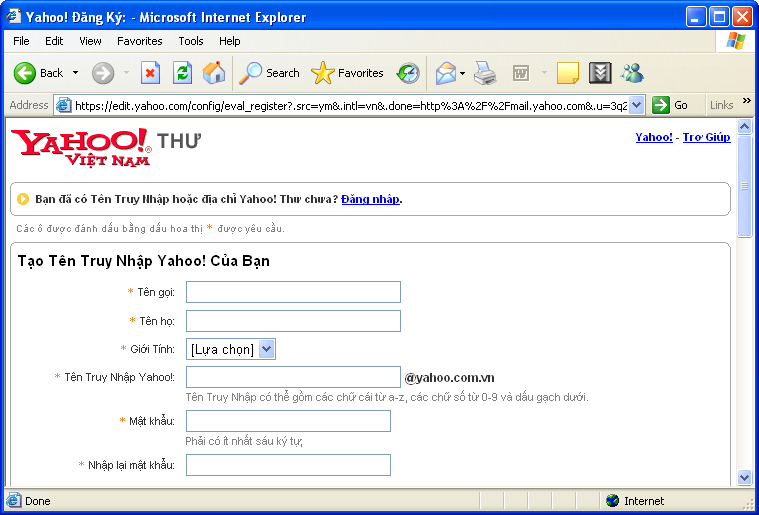 Yahoo! Đăng Ký: - Microsoft Internet Explorer
File Edit View Favorites Tools Help
Back Search Favorites
Address https://edit.yahoo.com/config/eval_register?.src=ym&.intl=vn&.done=http%3A%2F%2Fmail.yahoo.com&.u=3q2 Go Links »
YAHOO! ® THƯ
VIỆT NAM
Yahoo! - Trợ Giúp
Bạn đã có Tên Truy Nhập hoặc địa chỉ Yahoo! Thư chưa? Đăng nhập.
Các ô được đánh dấu bằng dấu hoa thị * được yêu cầu.
Tạo Tên Truy Nhập Yahoo! Của Bạn
* Tên gọi:
* Tên họ:
* Giới Tính: [Lựa chọn]
* Tên Truy Nhập Yahoo!: @yahoo.com.vn
Tên Truy Nhập có thể gồm các chữ cái từ a-z, các chữ số từ 0-9 và dấu gạch dưới.
* Mật khẩu:
Phải có ít nhất sáu ký tự;
* Nhập lại mật khẩu:
Done Internet